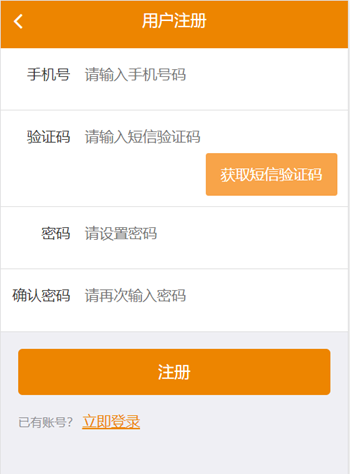 用户注册
手机号 请输入手机号码
验证码 请输入短信验证码
获取短信验证码
密码 请设置密码
确认密码 请再次输入密码
注册
已有账号？ 立即登录